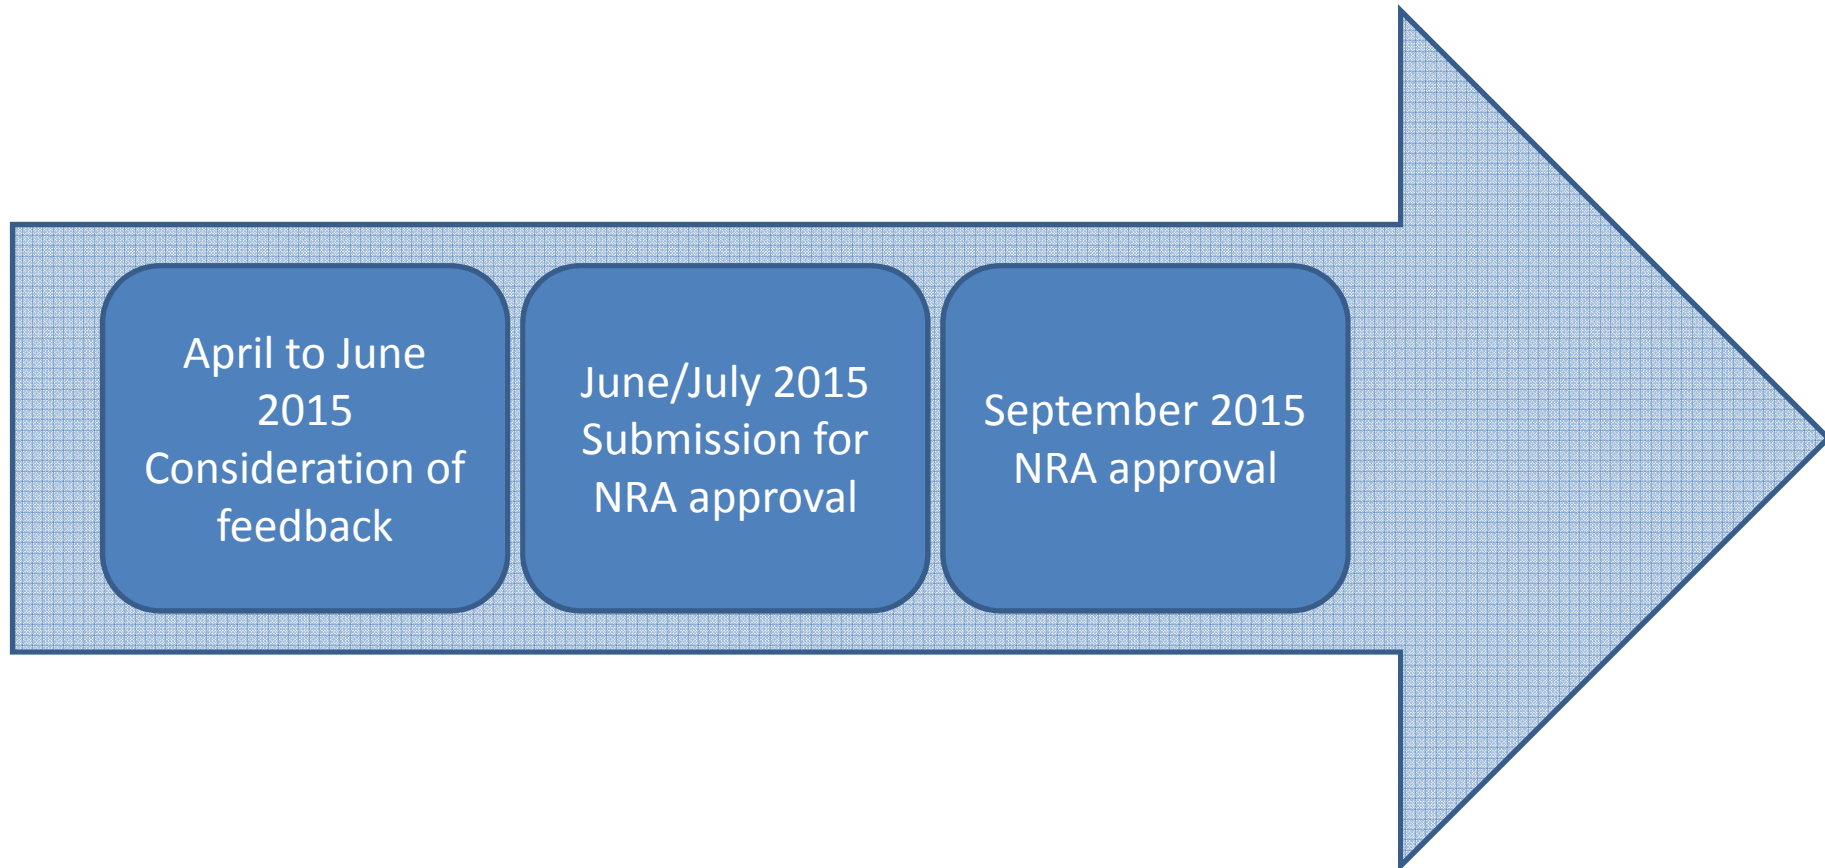 April to June
2015
Consideration of
feedback
June/July 2015
Submission for
NRA approval
September 2015
NRA approval